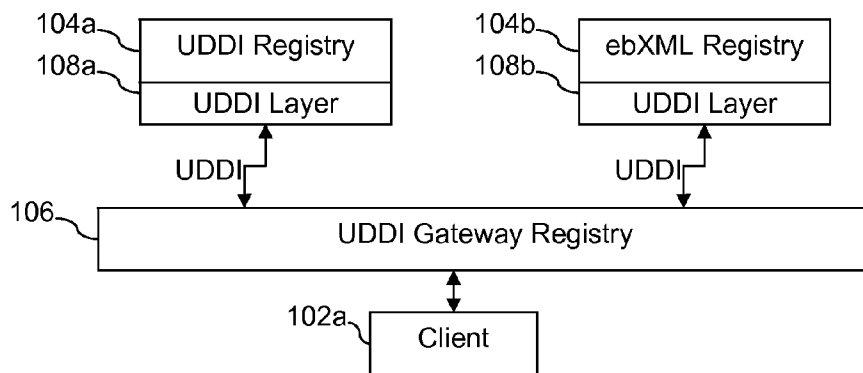 104a
UDDI Registry
108a
UDDI Layer
104b
ebXML Registry
108b
UDDI Layer
UDDI
UDDI
106
UDDI Gateway Registry
102a
Client